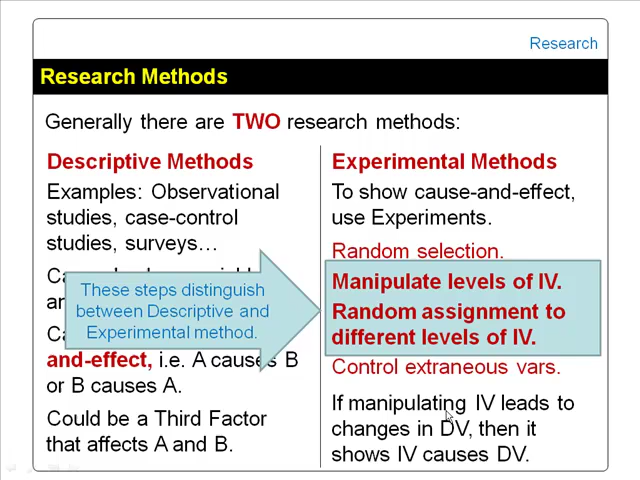 Research
Research Methods
Generally there are TWO research methods:
Descriptive Methods
Examples: Observational
studies, case-control
studies, surveys…
These steps distinguish
between Descriptive and
Experimental method.
and-effect, i.e. A causes B
or B causes A.
Could be a Third Factor
that affects A and B.
Experimental Methods
To show cause-and-effect,
use Experiments.
Random selection.
Manipulate levels of IV.
Random assignment to
different levels of IV.
Control extraneous vars.
If manipulating IV leads to
changes in DV, then it
shows IV causes DV.